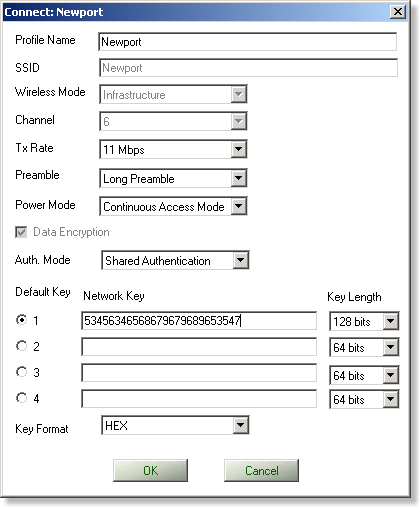 Connect: Newport
Profile Name Newport
SSID Newport
Wireless Mode Infrastructure
Channel 6
Tx Rate 11 Mbps
Preamble Long Preamble
Power Mode Continuous Access Mode
Data Encryption
Auth. Mode Shared Authentication
Default Key Network Key Key Length
1 53456346568679679689653547 128 bits
2 64 bits
3 64 bits
4 64 bits
Key Format HEX
OK Cancel